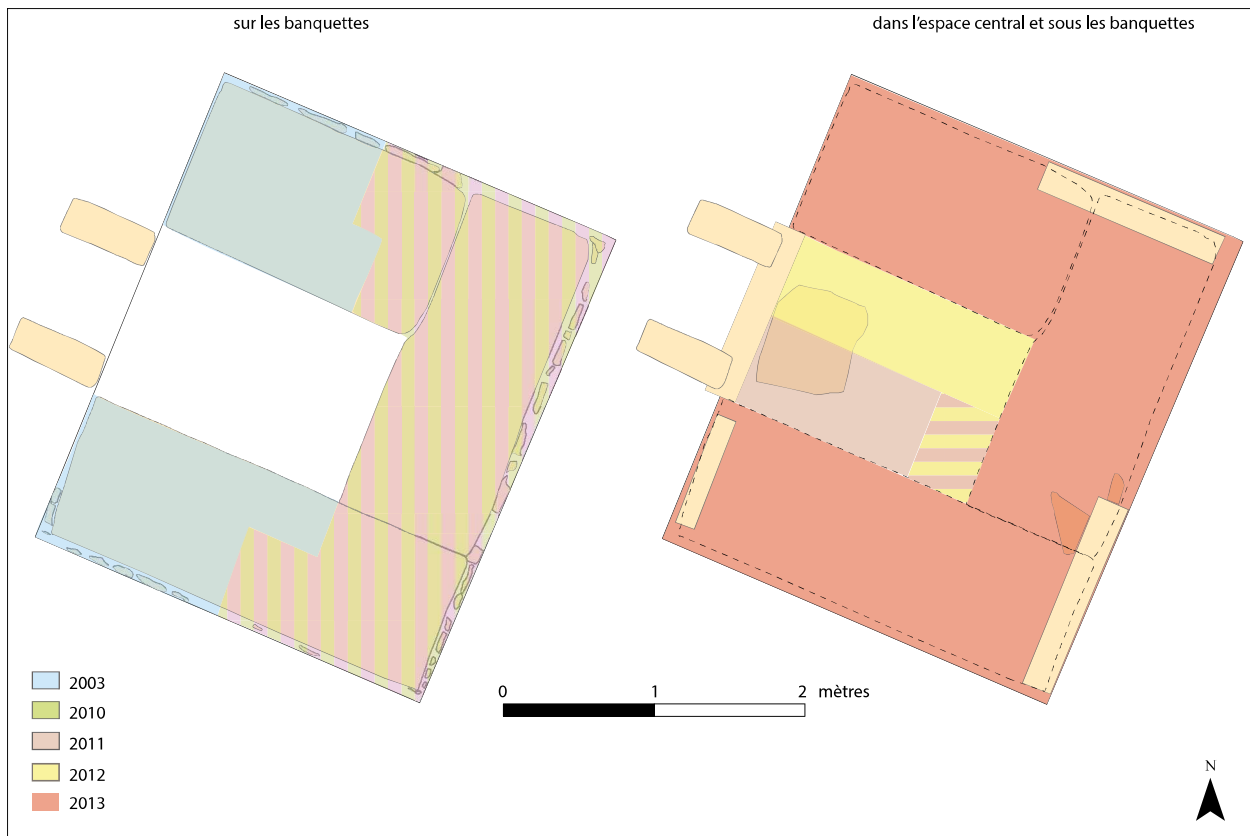 sur les banquettes
dans l'espace central et sous les banquettes
0 1 2 mètres
2003
2010
2011
2012
2013
N